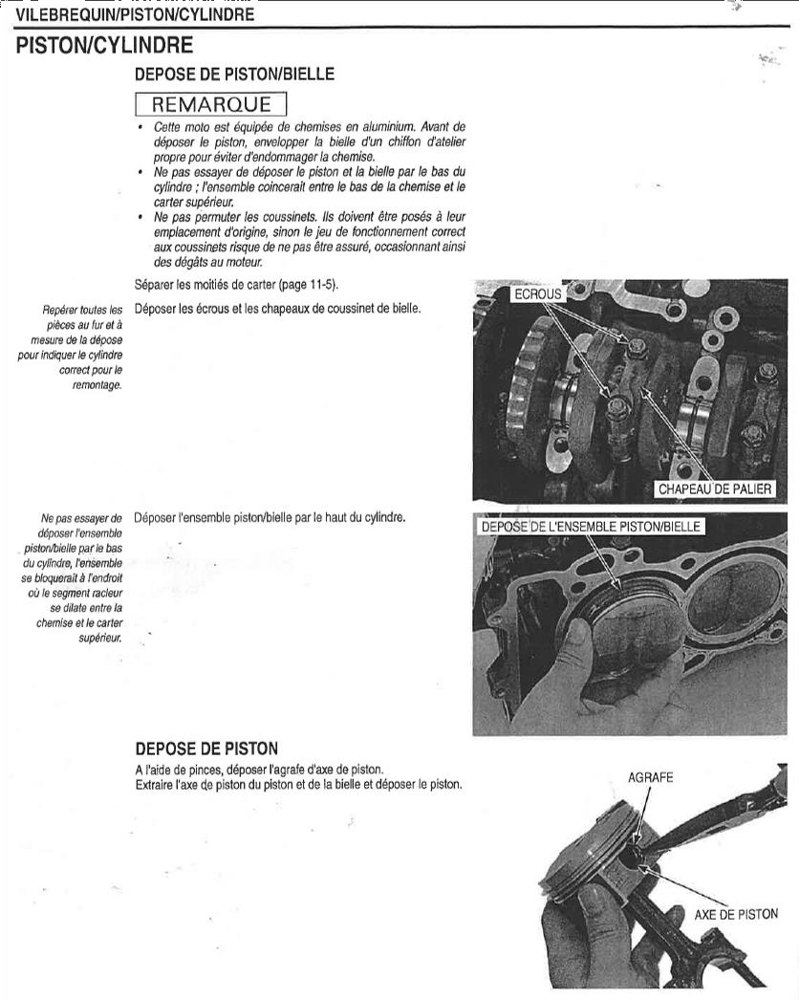 VILEBREQUIN/PISTON/CYLINDRE
PISTON/CYLINDRE
DEPOSE DE PISTON/BIELLE
REMARQUE
• Cette moto est équipée de chemises en aluminium. Avant de
déposer le piston, envelopper la bielle d'un chiffon d'atelier
propre pour éviter d'endommager la chemise.
• Ne pas essayer de déposer le piston et la bielle par le bas du
cylindre ; l'ensemble coincerait entre le bas de la chemise et le
carter supérieur.
• Ne pas permuter les coussinets. Ils doivent être posés à leur
emplacement d'origine, sinon le jeu de fonctionnement correct
aux coussinets risque de ne pas être assuré, occasionnant ainsi
des dégâts au moteur.
Séparer les moitiés de carter (page 11-5).
Repérer toutes les
pièces au fur et à
mesure de la dépose
pour indiquer le cylindre
correct pour le
remontage.
Déposer les écrous et les chapeaux de coussinet de bielle.
ECROUS
CHAPEAU DE PALIER
Ne pas essayer de
déposer l'ensemble
piston/bielle par le bas
du cylindre, l'ensemble
se bloquerait à l'endroit
où le segment racleur
se dilate entre la
chemise et le carter
supérieur.
Déposer l'ensemble piston/bielle par le haut du cylindre.
DEPOSE DE L'ENSEMBLE PISTON/BIELLE
DEPOSE DE PISTON
A l'aide de pinces, déposer l'agrafe d'axe de piston.
Extraire l'axe de piston du piston et de la bielle et déposer le piston.
AGRAFE
AXE DE PISTON